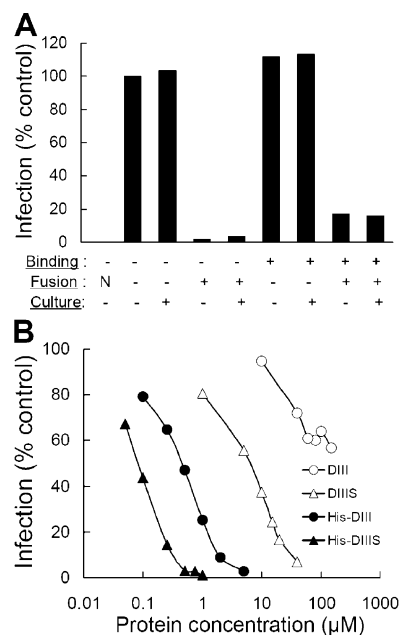 A
Infection (% control)
120
100
80
60
40
20
0
Binding : - - - - - + + + +
Fusion : N - - + + - - + +
Culture: - - + - + - + - +
B
Infection (% control)
100
80
60
40
20
0
DIII
DIIIS
His-DIII
His-DIIIS
0.01 0.1 1 10 100 1000
Protein concentration (µM)